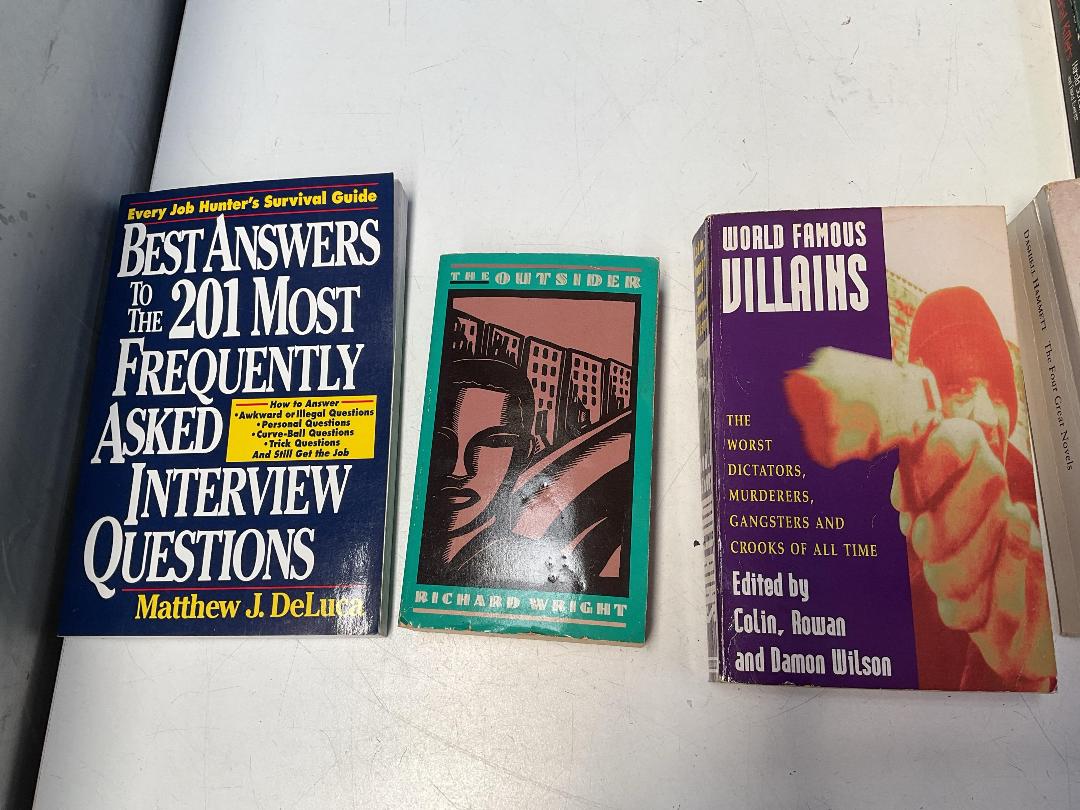 Every Job Hunter's Survival Guide
BEST ANSWERS
TO THE 201 MOST
FREQUENTLY
ASKED
How to Answer
•Awkward or Illegal Questions
•Personal Questions
•Curve-Ball Questions
•Trick Questions
And Still Get the Job
INTERVIEW
QUESTIONS
Matthew J. DeLuca
THE OUTSIDER
RICHARD WRIGHT
WORLD FAMOUS
VILLAINS
THE
WORST
DICTATORS,
MURDERERS,
GANGSTERS AND
CROOKS OF ALL TIME
Edited by
Colin, Rowan
and Damon Wilson
DASHIELL HAMMETT The Four Great Novels